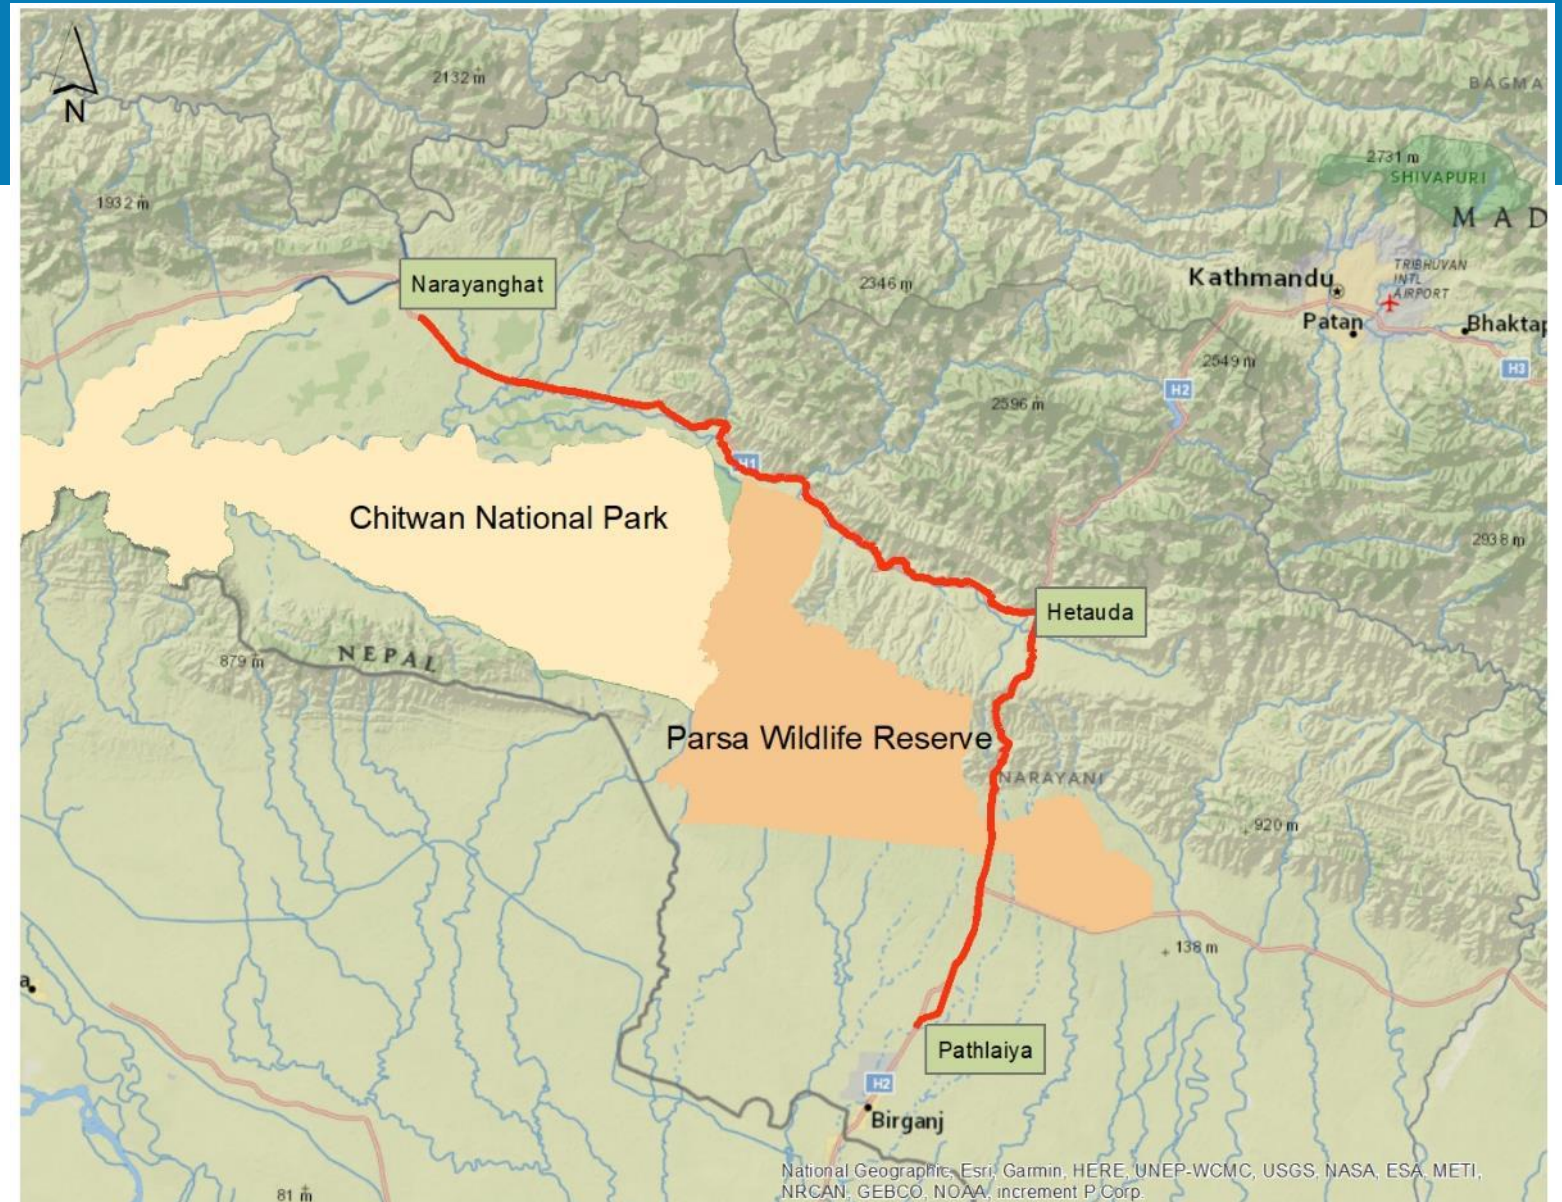 N
2132 m
BAGMA
2731 m
SHIVAPURI
1932 m
M A D
Narayanghat
2346 m
Kathmandu
TRIBHUVAN
INTL
AIRPORT
Patan
Bhaktap
2549 m
H3
H2
2596 m
H1
Chitwan National Park
2938 m
Hetauda
NEPAL
879 m
Parsa Wildlife Reserve
NARAYANI
920 m
138 m
a
Pathlaiya
H2
Birganj
National Geographic, Esri, Garmin, HERE, UNEP-WCMC, USGS, NASA, ESA, METI,
NRCAN, GEBCO, NOAA, increment P Corp.
81 m